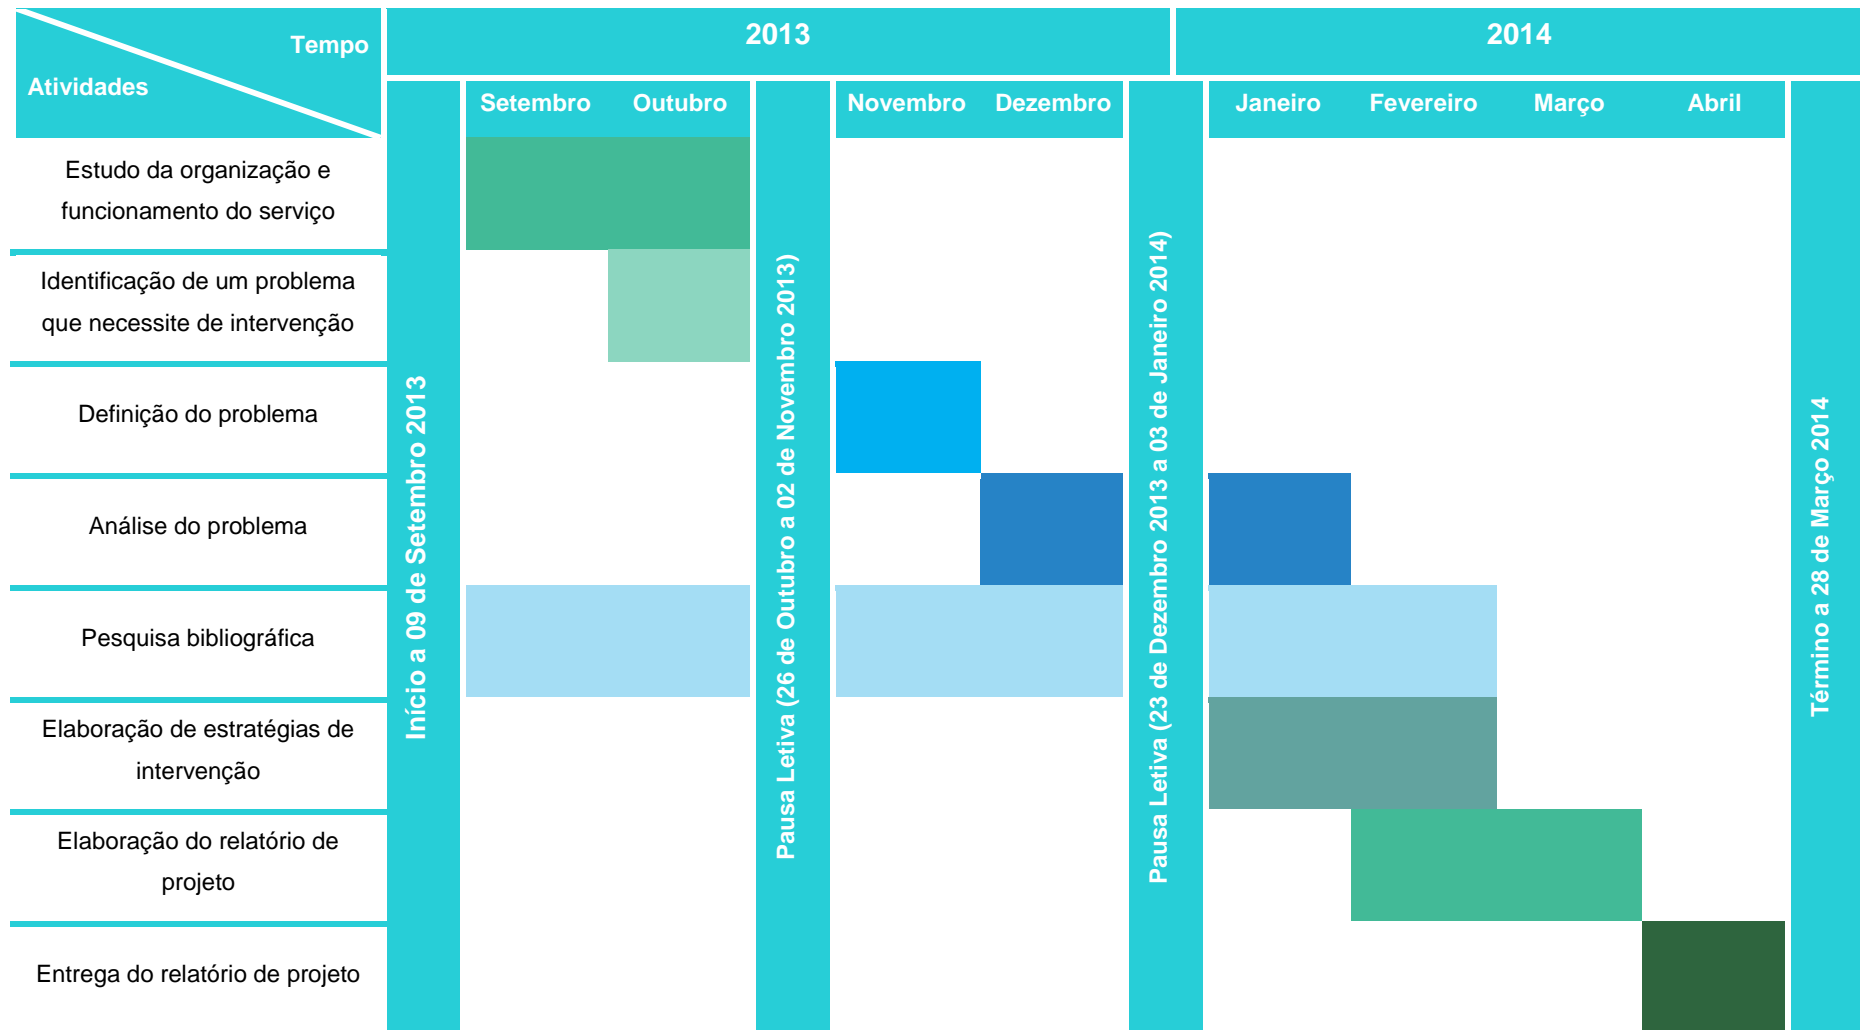 Tempo
Atividades
2013
2014
Início a 09 de Setembro 2013
Setembro
Outubro
Pausa Letiva (26 de Outubro a 02 de Novembro 2013)
Novembro
Dezembro
Pausa Letiva (23 de Dezembro 2013 a 03 de Janeiro 2014)
Janeiro
Fevereiro
Março
Abril
Término a 28 de Março 2014
Estudo da organização e
funcionamento do serviço
Identificação de um problema
que necessite de intervenção
Definição do problema
Análise do problema
Pesquisa bibliográfica
Elaboração de estratégias de
intervenção
Elaboração do relatório de
projeto
Entrega do relatório de projeto